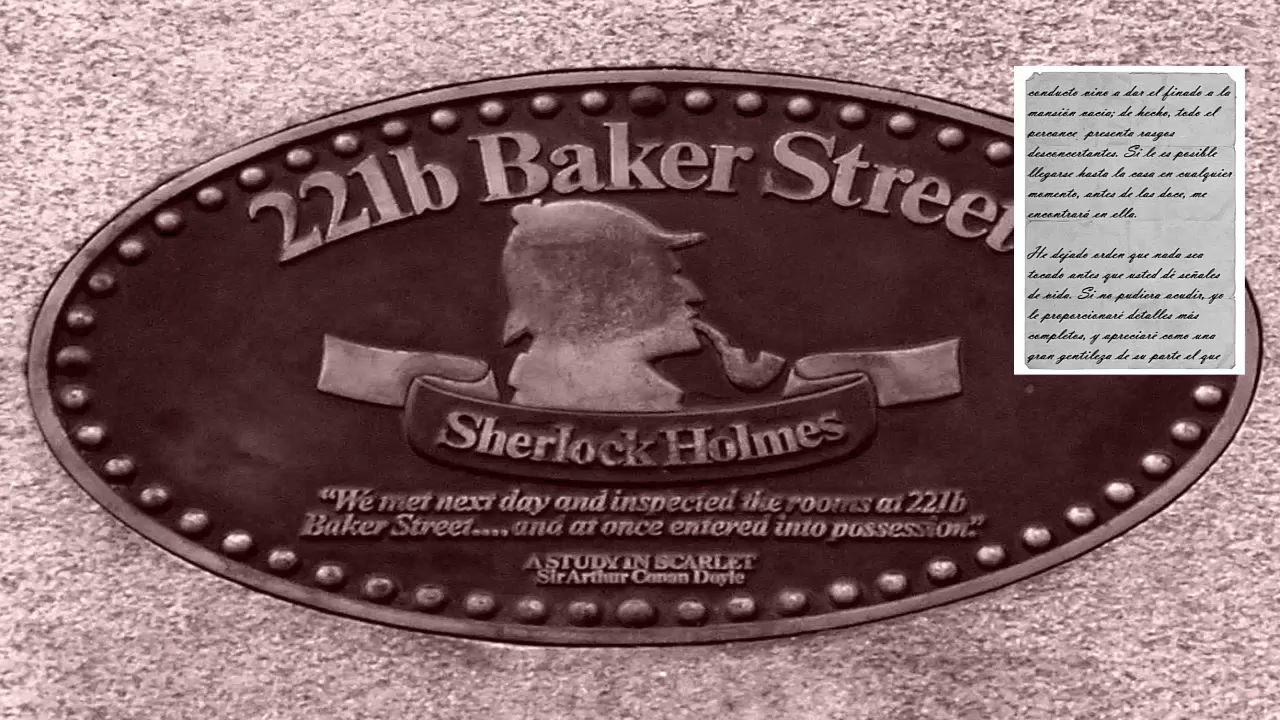 221b Baker Street
Sherlock Holmes
“We met next day and inspected the rooms at 221b
Baker Street.... and at once entered into possession.”
A STUDY IN SCARLET
Sir Arthur Conan Doyle
conducto vino a dar el finado a la
mansión vacía; de hecho, todo el
percance presenta rasgos
desconcertantes. Si le es posible
llegarse hasta la casa en cualquier
momento, antes de las doce, me
encontrará en ella.
He dejado orden que nada sea
tocado antes que usted dé señales
de vida. Si no pudiera acudir, yo
le proporcionaré detalles más
completos, y apreciaré como una
gran gentileza de su parte el que